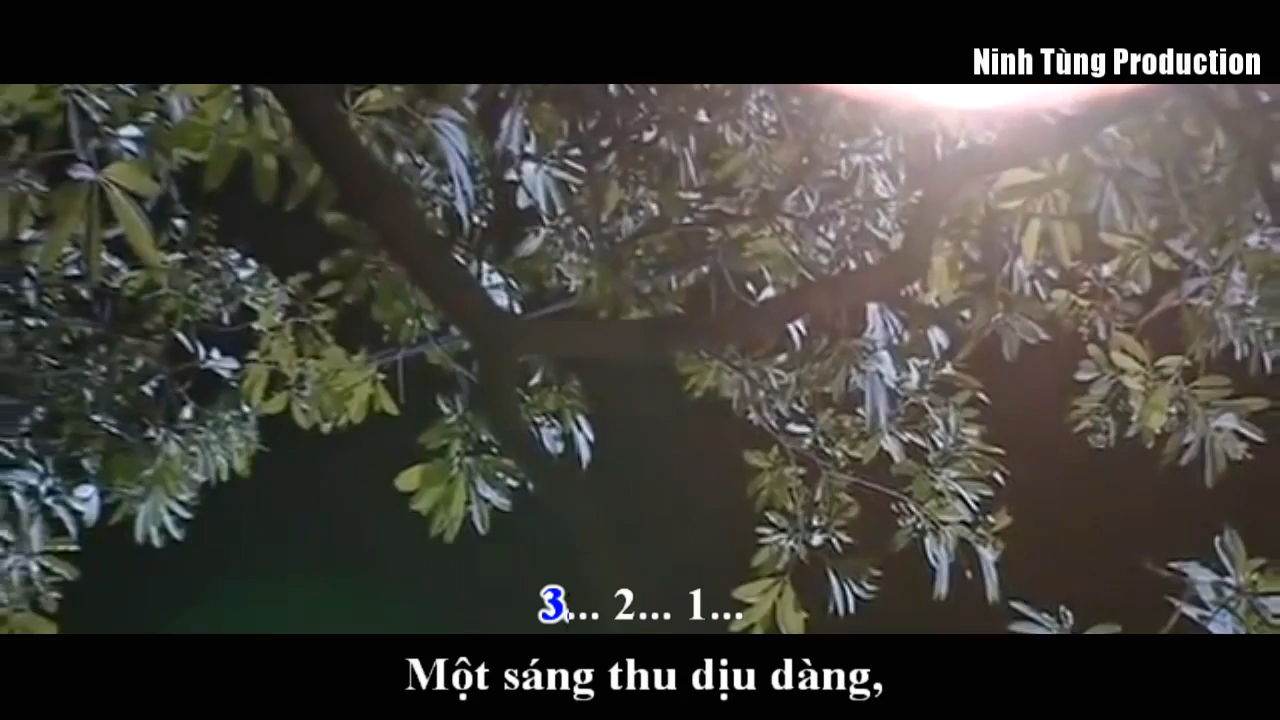 Ninh Tùng Production
3... 2... 1...
Một sáng thu dịu dàng,